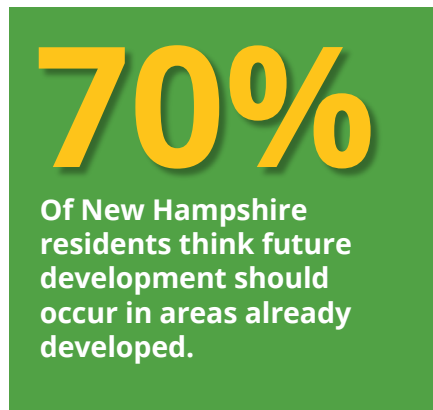 70%
Of New Hampshire
residents think future
development should
occur in areas already
developed.